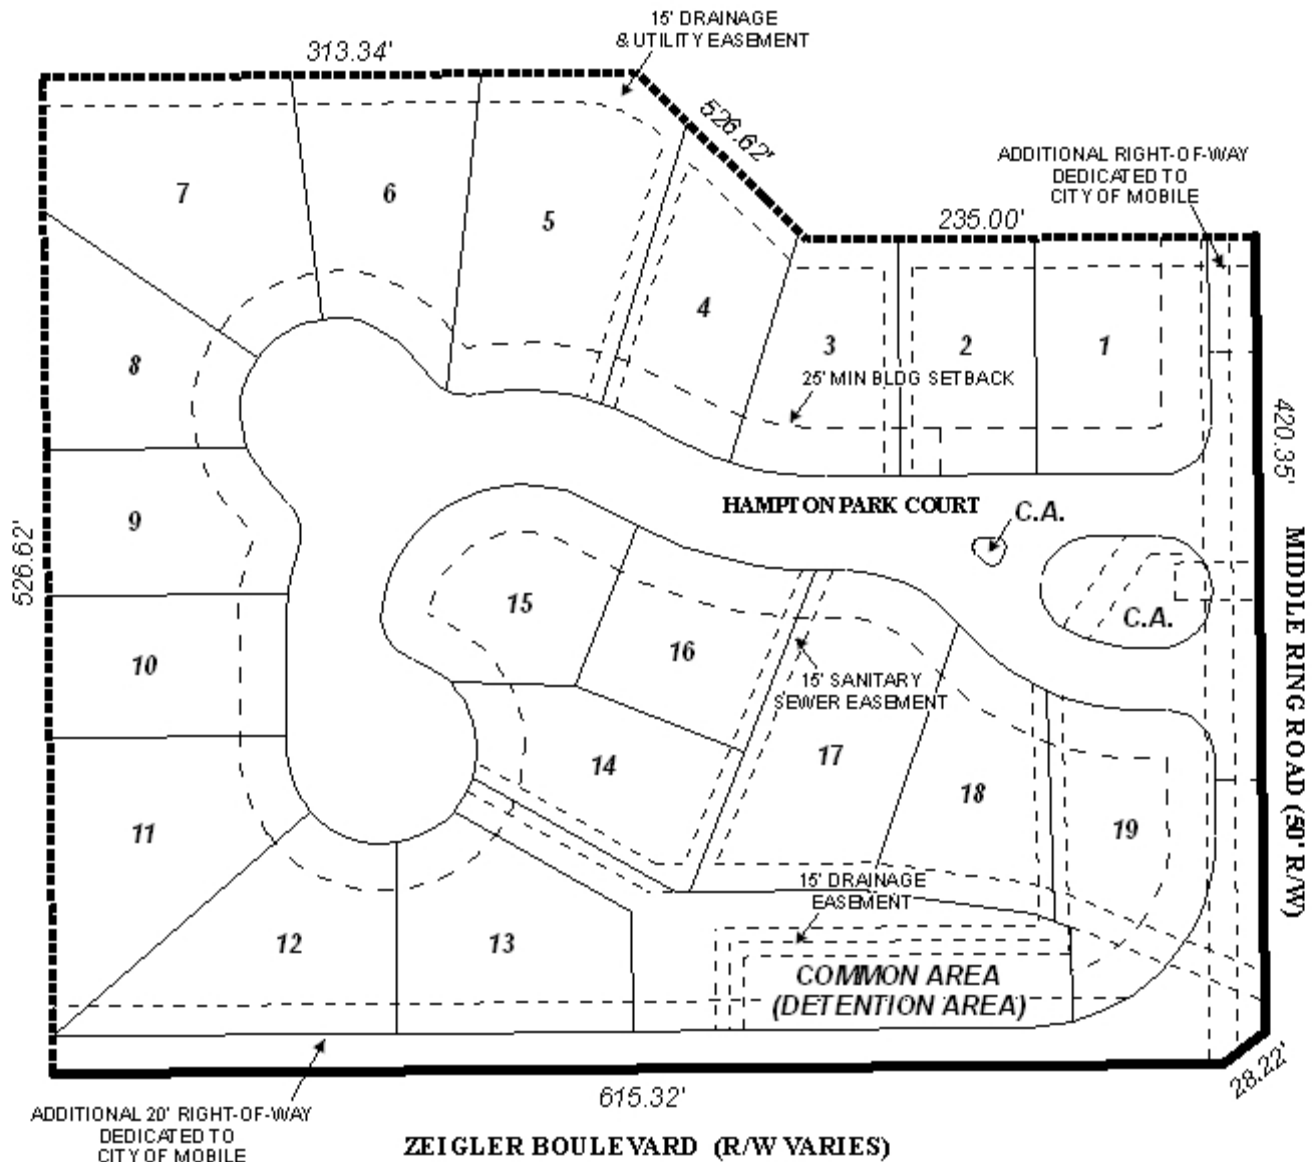 15' DRAINAGE
& UTILITY EASEMENT
313.34'
526.62'
ADDITIONAL RIGHT-OF-WAY
DEDICATED TO
CITY OF MOBILE
235.00'
7
6
5
4
3
2
1
8
25' MIN BLDG SETBACK
420.35'
9
HAMPTON PARK COURT
C.A.
526.62'
15
C.A.
16
10
15' SANITARY
SEWER EASEMENT
MIDDLE RING ROAD (50' R/W)
14
17
18
11
19
15' DRAINAGE
EASEMENT
12
13
COMMON AREA
(DETENTION AREA)
28.22'
615.32'
ADDITIONAL 20' RIGHT-OF-WAY
DEDICATED TO
CITY OF MOBILE
ZEIGLER BOULEVARD (R/W VARIES)